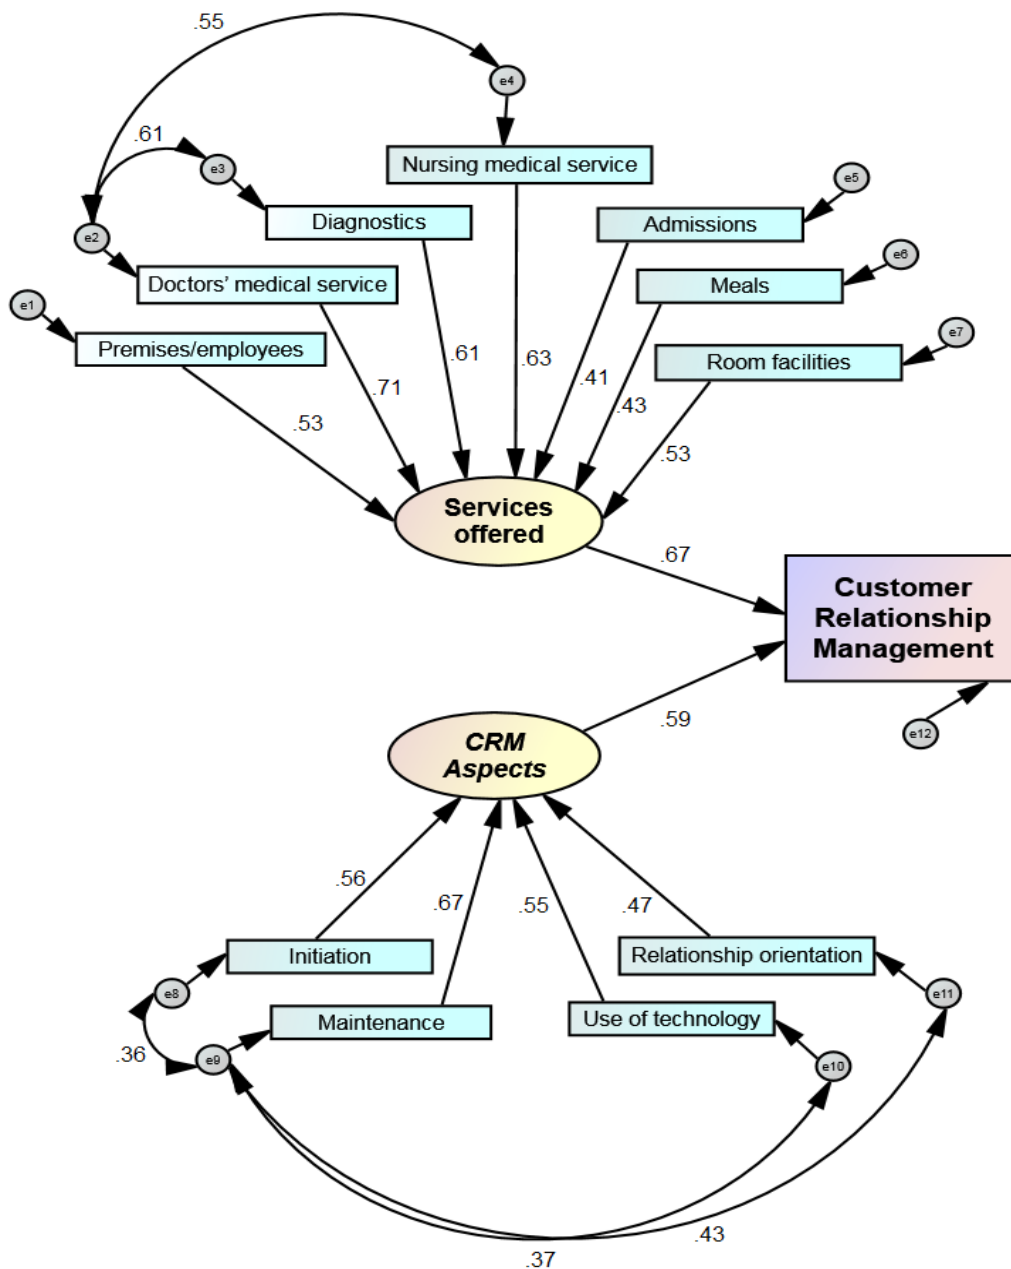 .55
e4
.61
e3
Nursing medical service
e5
Diagnostics
Admissions
e2
e6
Doctors' medical service
Meals
e1
e7
Premises/employees
Room facilities
.61
.63
.41
.71
.43
.53
.53
Services
offered
.67
Customer
Relationship
Management
.59
e12
CRM
Aspects
.56
.67
.55
.47
Initiation
Relationship orientation
e8
e11
Maintenance
Use of technology
.36
e9
e10
.43
.37